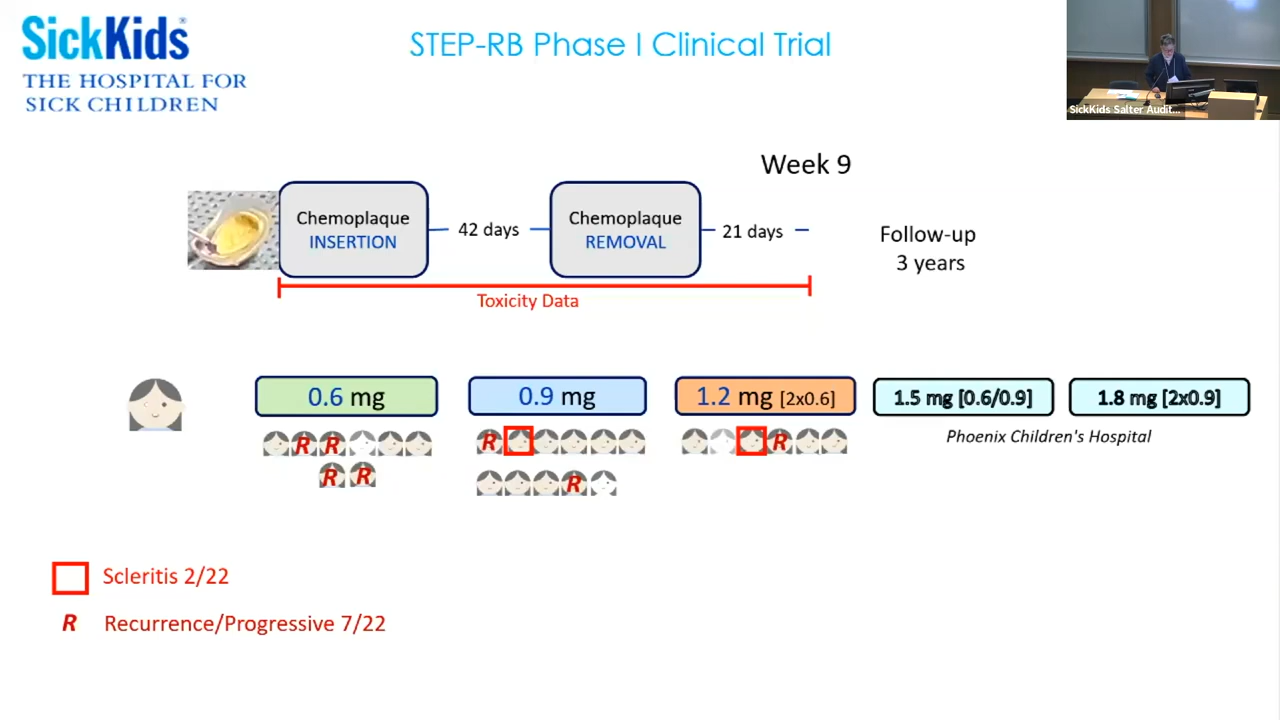 SickKids®
THE HOSPITAL FOR
SICK CHILDREN
STEP-RB Phase I Clinical Trial
SickKids Salter Audit...
Week 9
Chemoplaque
INSERTION
42 days
Chemoplaque
REMOVAL
21 days
Follow-up
3 years
Toxicity Data
0.6 mg
0.9 mg
1.2 mg [2x0.6]
1.5 mg [0.6/0.9]
1.8 mg [2x0.9]
R R
R
R
Phoenix Children's Hospital
R R
R
Scleritis 2/22
R Recurrence/Progressive 7/22